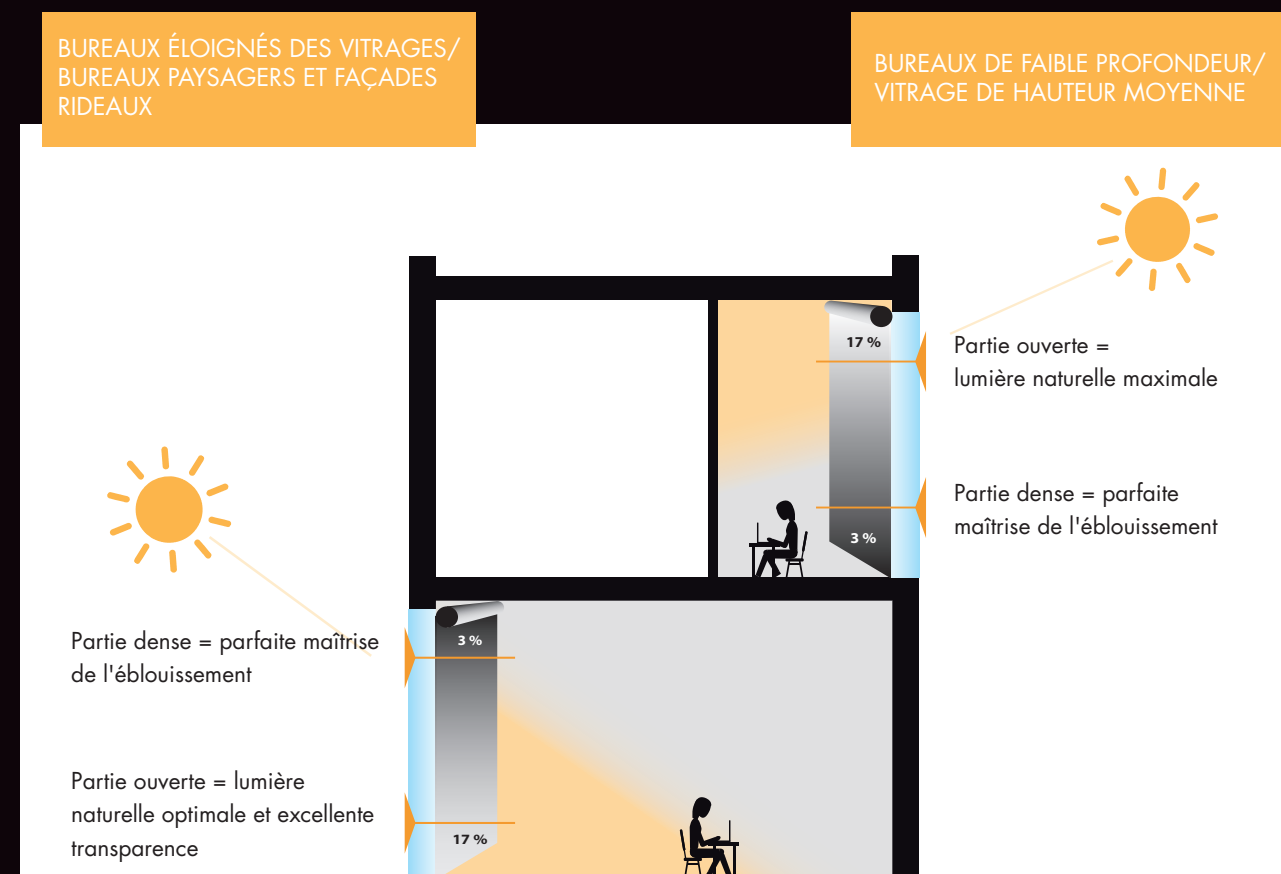 BUREAUX ÉLOIGNÉS DES VITRAGES/
BUREAUX PAYSAGERS ET FAÇADES
RIDEAUX
BUREAUX DE FAIBLE PROFONDEUR/
VITRAGE DE HAUTEUR MOYENNE
17 %
Partie ouverte =
lumière naturelle maximale
Partie dense = parfaite
maîtrise de l'éblouissement
3 %
Partie dense = parfaite maîtrise
de l'éblouissement
3 %
Partie ouverte = lumière
naturelle optimale et excellente
transparence
17 %